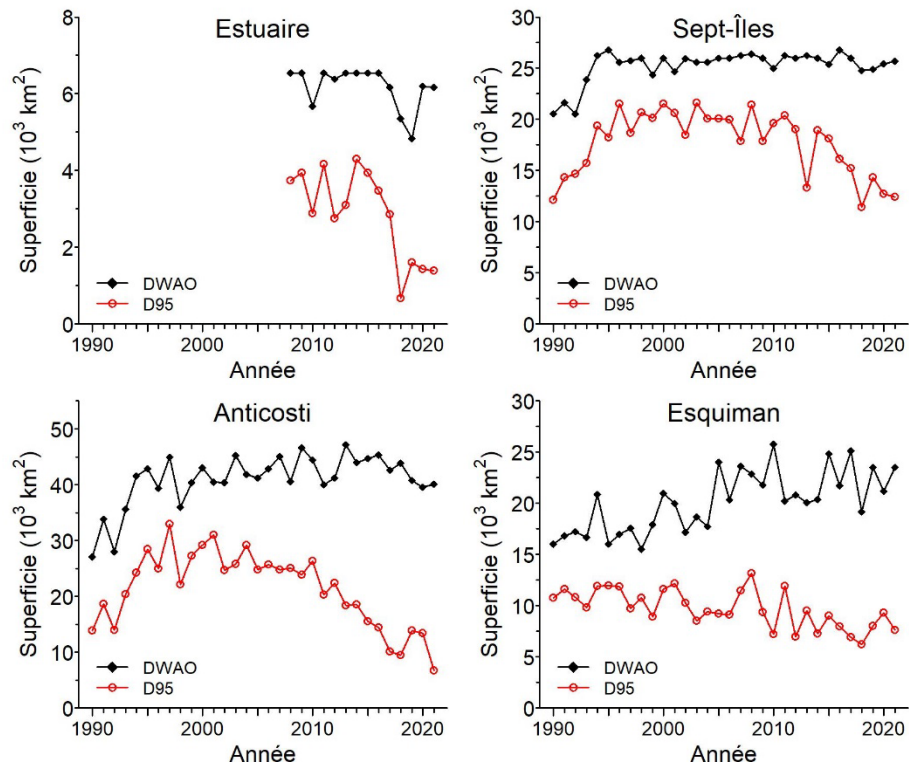 Estuaire
Superficie (10³ km²)
8
6
4
2
0
DWAO
D95
1990 2000 2010 2020
Année
Sept-Îles
Superficie (10³ km²)
30
25
20
15
10
5
0
DWAO
D95
1990 2000 2010 2020
Année
Anticosti
Superficie (10³ km²)
50
40
30
20
10
0
DWAO
D95
1990 2000 2010 2020
Année
Esquiman
Superficie (10³ km²)
30
25
20
15
10
5
0
DWAO
D95
1990 2000 2010 2020
Année